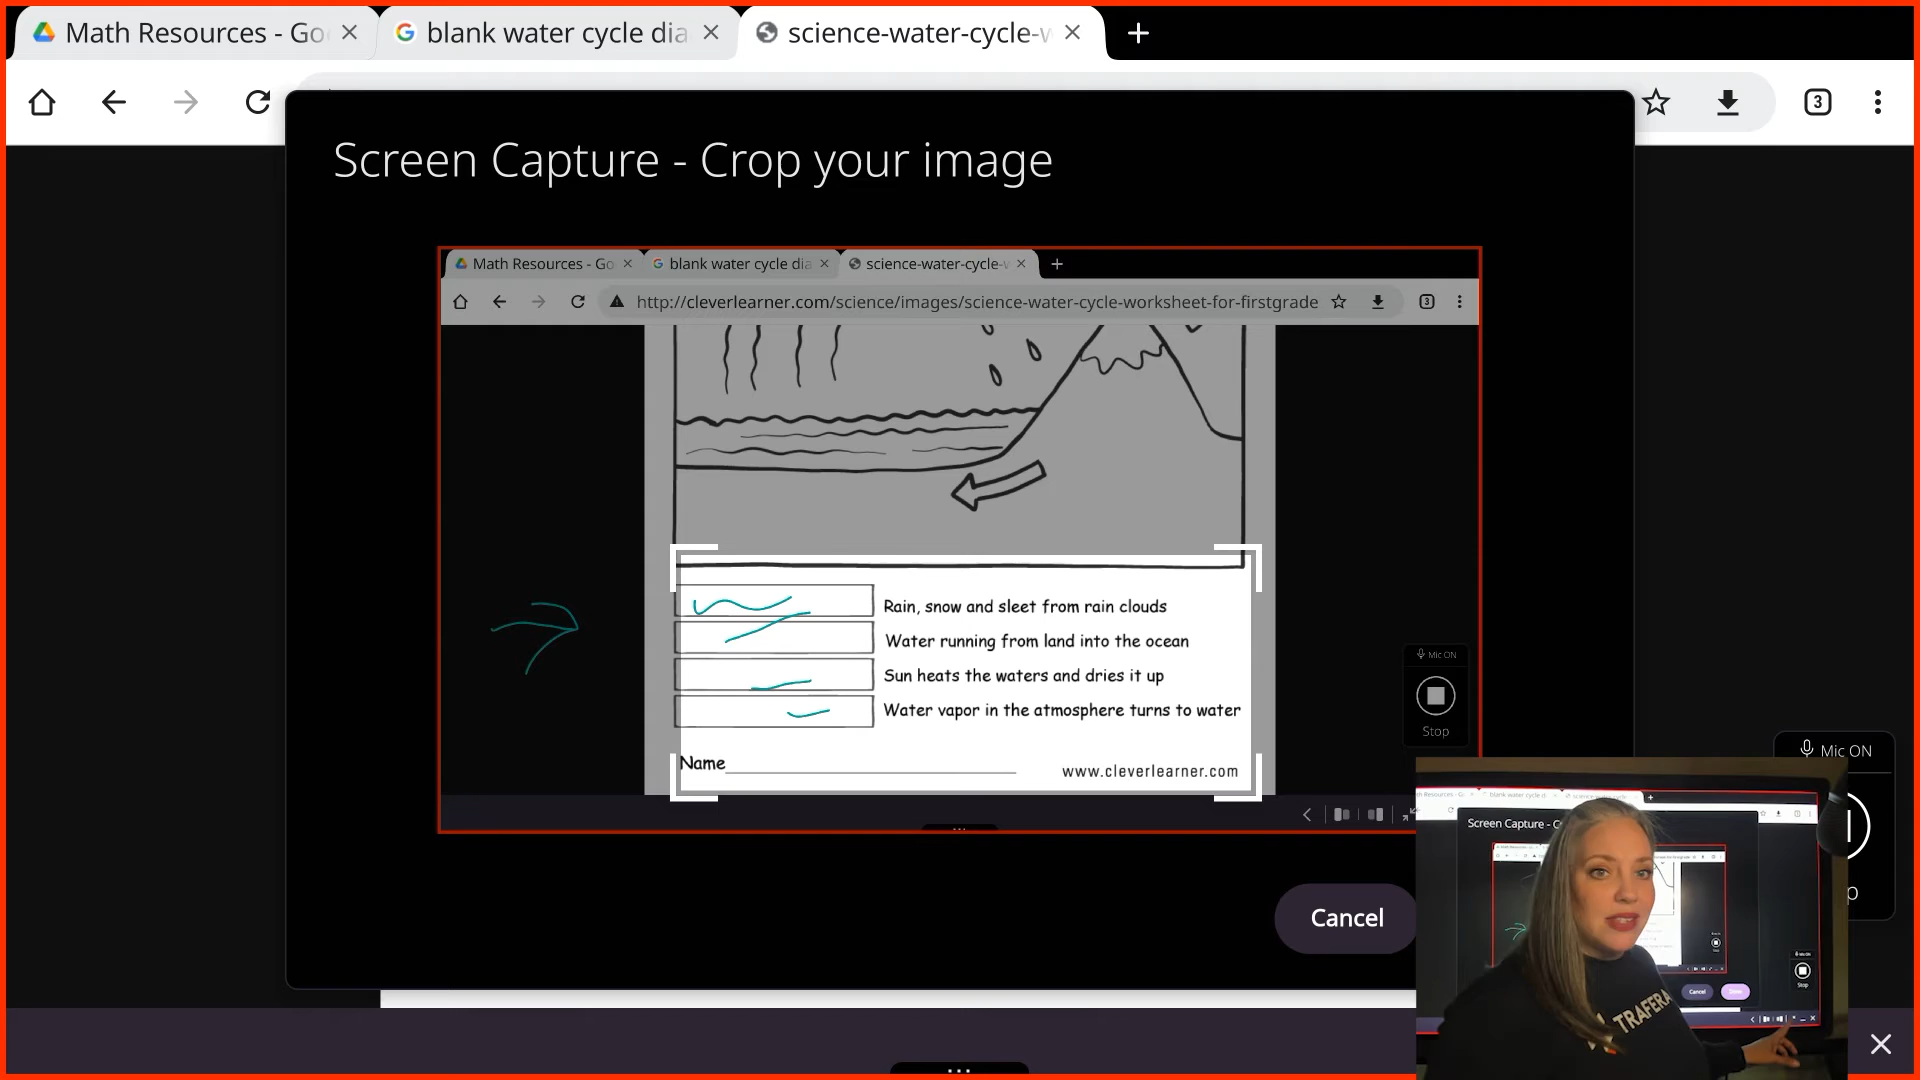 Math Resources - Go
blank water cycle dia
science-water-cycle-w
3
Screen Capture - Crop your image
Math Resources - Go
blank water cycle dia
science-water-cycle-w
http://cleverlearner.com/science/images/science-water-cycle-worksheet-for-firstgrade
3
Rain, snow and sleet from rain clouds
Water running from land into the ocean
Sun heats the waters and dries it up
Water vapor in the atmosphere turns to water
Name
www.cleverlearner.com
Mic ON
Stop
Mic ON
Cancel
Screen Capture - C
TRAFERA
Cancel
Stop